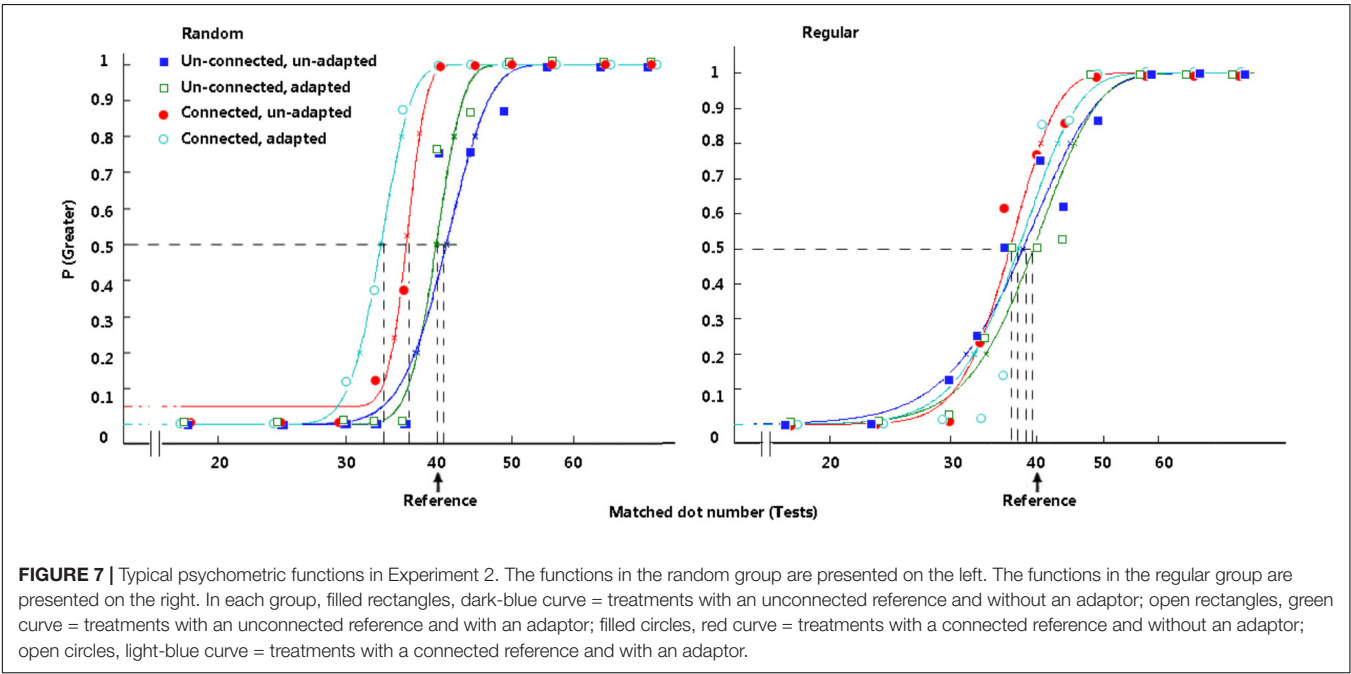 Random
Un-connected, un-adapted
Un-connected, adapted
Connected, un-adapted
Connected, adapted
P (Greater)
1
0.9
0.8
0.7
0.6
0.5
0.4
0.3
0.2
0.1
0
20
30
40
50
60
Reference
Regular
1
0.9
0.8
0.7
0.6
0.5
0.4
0.3
0.2
0.1
0
20
30
40
50
60
Reference
Matched dot number (Tests)
FIGURE 7 | Typical psychometric functions in Experiment 2. The functions in the random group are presented on the left. The functions in the regular group are
presented on the right. In each group, filled rectangles, dark-blue curve = treatments with an unconnected reference and without an adaptor; open rectangles, green
curve = treatments with an unconnected reference and with an adaptor; filled circles, red curve = treatments with a connected reference and without an adaptor;
open circles, light-blue curve = treatments with a connected reference and with an adaptor.